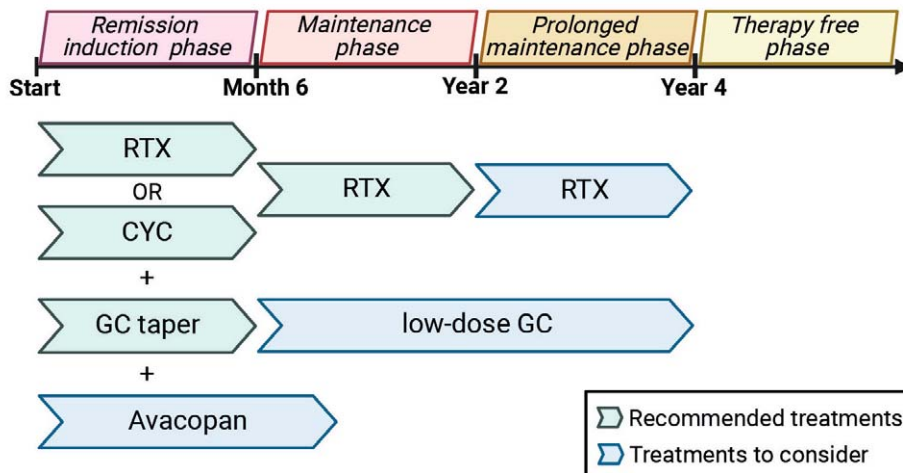 Remission
induction phase
Maintenance
phase
Prolonged
maintenance phase
Therapy free
phase
Start
Month 6
Year 2
Year 4
RTX
OR
CYC
+
GC taper
+
Avacopan
RTX
RTX
low-dose GC
Recommended treatments
Treatments to consider